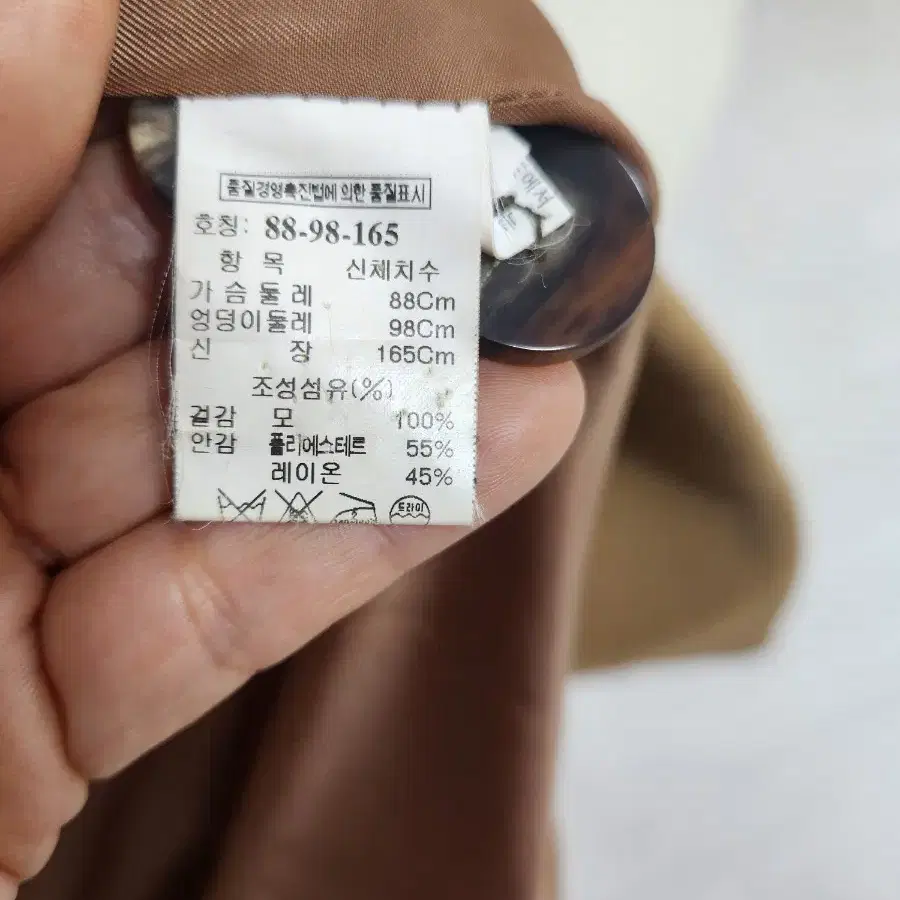 품질경영촉진법에 의한 품질표시
호칭: 88-98-165
항 목 신체치수
가 슴 둘 레 88Cm
엉덩이둘레 98Cm
신 장 165Cm
조성섬유(%)
겉감 모 100%
안감 폴리에스테르 55%
레이온 45%
드라이